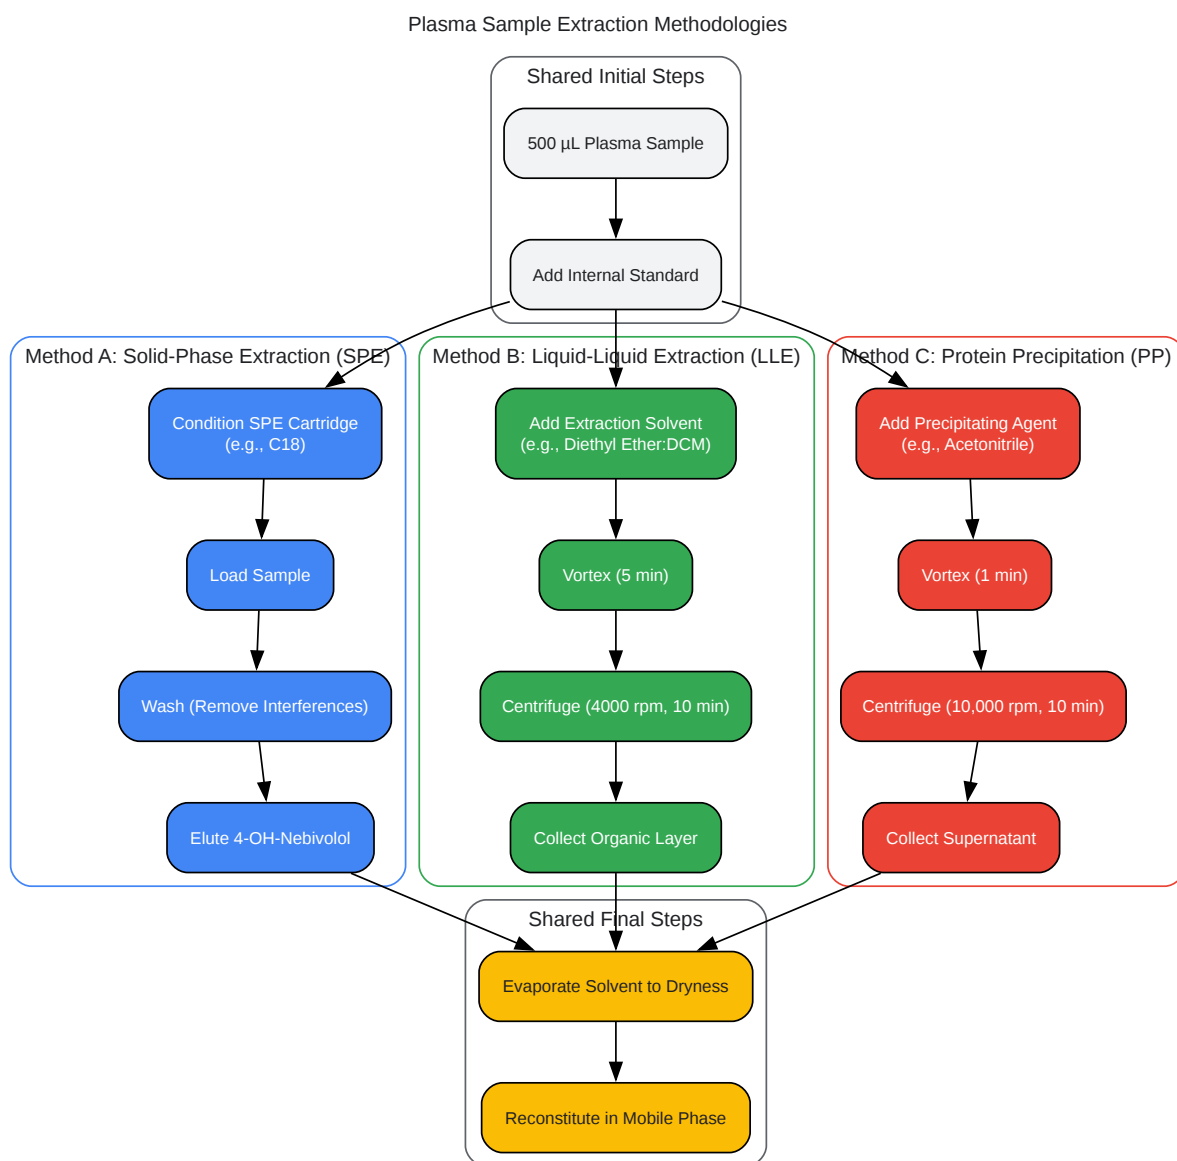 Plasma Sample Extraction Methodologies
Shared Initial Steps
500 µL Plasma Sample
Add Internal Standard
Method A: Solid-Phase Extraction (SPE)
Condition SPE Cartridge
(e.g., C18)
Load Sample
Wash (Remove Interferences)
Elute 4-OH-Nebivolol
Method B: Liquid-Liquid Extraction (LLE)
Add Extraction Solvent
(e.g., Diethyl Ether:DCM)
Vortex (5 min)
Centrifuge (4000 rpm, 10 min)
Collect Organic Layer
Method C: Protein Precipitation (PP)
Add Precipitating Agent
(e.g., Acetonitrile)
Vortex (1 min)
Centrifuge (10,000 rpm, 10 min)
Collect Supernatant
Shared Final Steps
Evaporate Solvent to Dryness
Reconstitute in Mobile Phase